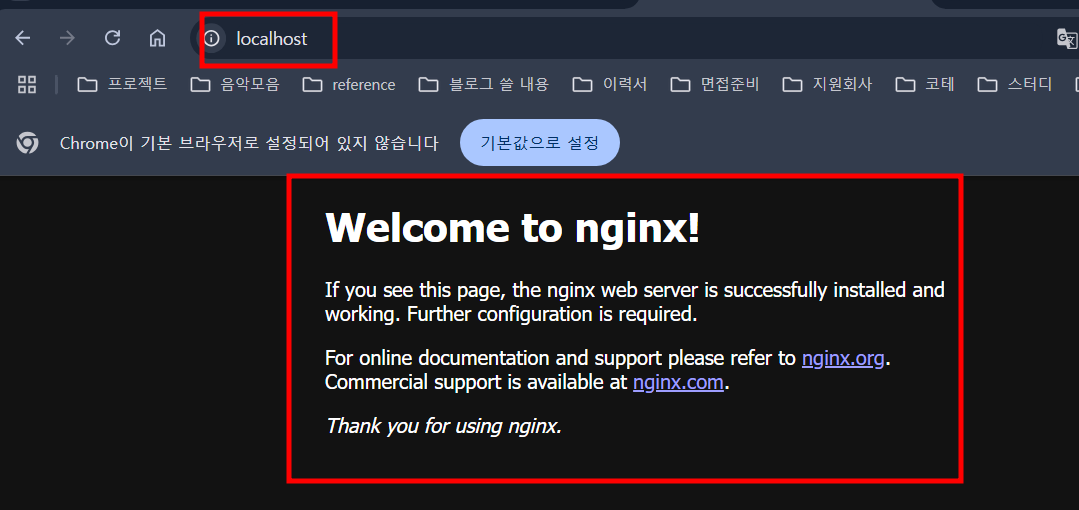 localhost
프로젝트 음악모음 reference 블로그 쓸 내용 이력서 면접준비 지원회사 코테 스터디
Chrome이 기본 브라우저로 설정되어 있지 않습니다 기본값으로 설정
Welcome to nginx!
If you see this page, the nginx web server is successfully installed and
working. Further configuration is required.
For online documentation and support please refer to nginx.org.
Commercial support is available at nginx.com.
Thank you for using nginx.